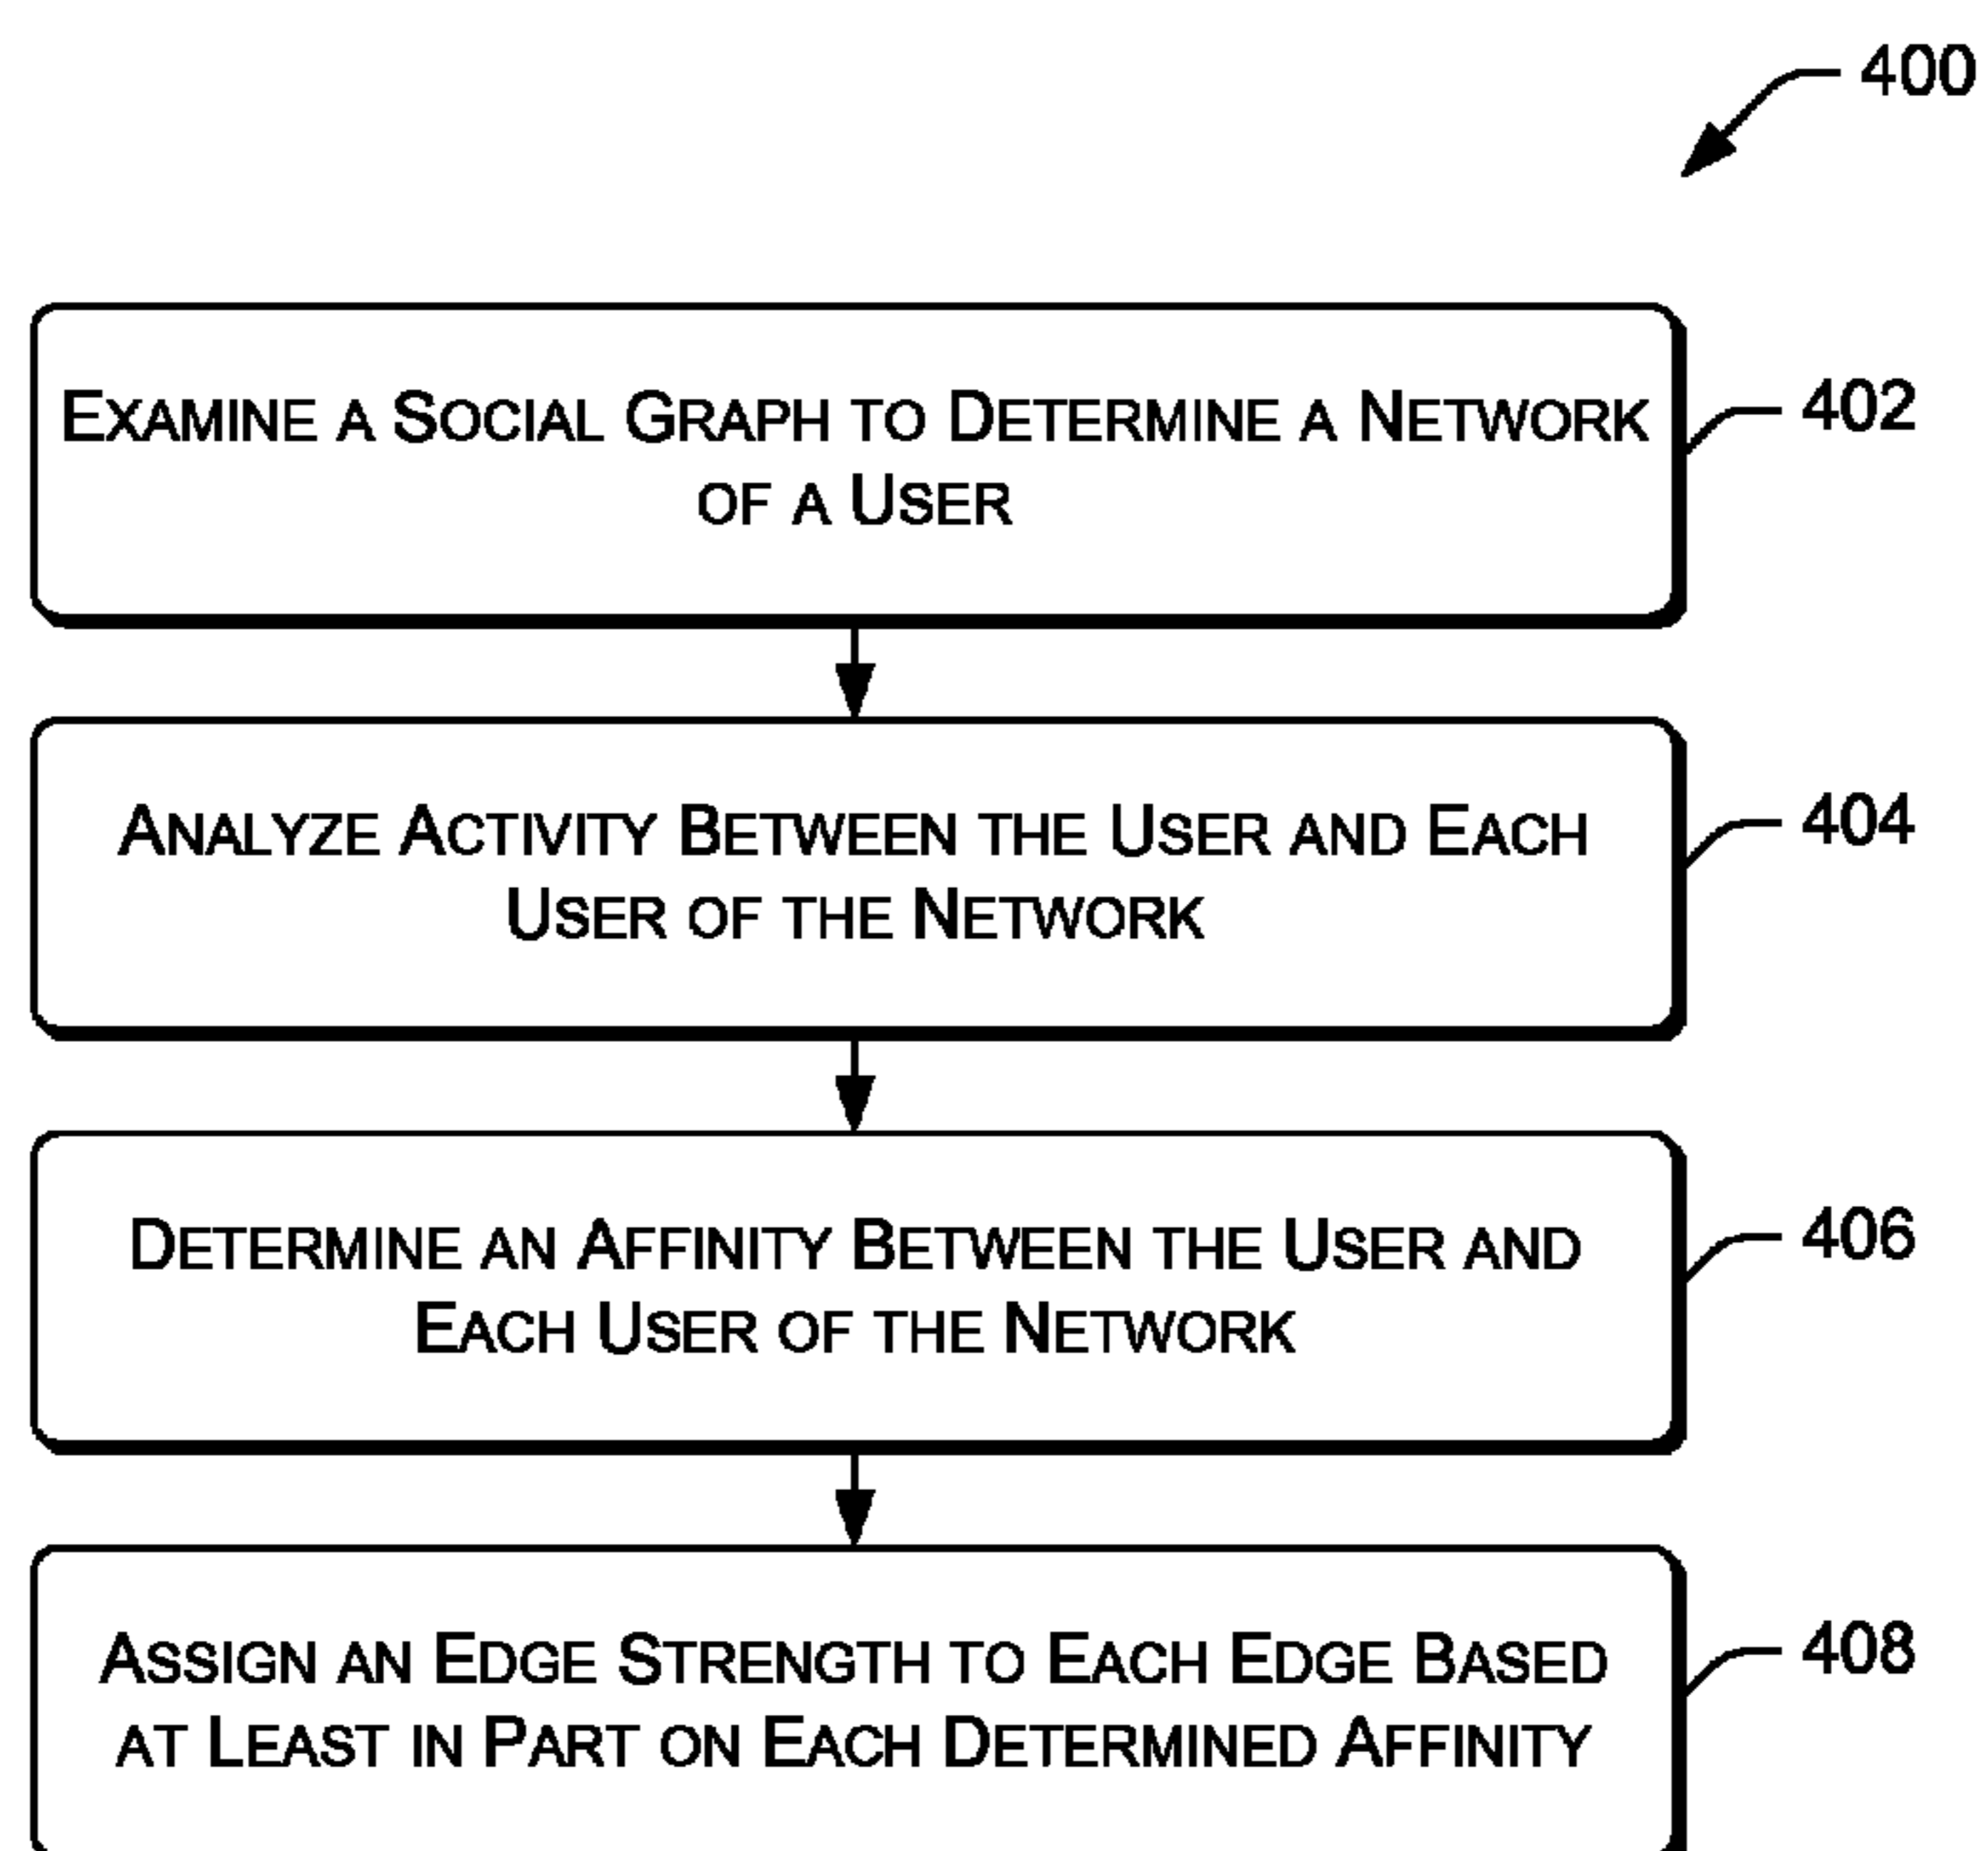 400
EXAMINE A SOCIAL GRAPH TO DETERMINE A NETWORK
OF A USER
402
ANALYZE ACTIVITY BETWEEN THE USER AND EACH
USER OF THE NETWORK
404
DETERMINE AN AFFINITY BETWEEN THE USER AND
EACH USER OF THE NETWORK
406
ASSIGN AN EDGE STRENGTH TO EACH EDGE BASED
AT LEAST IN PART ON EACH DETERMINED AFFINITY
408